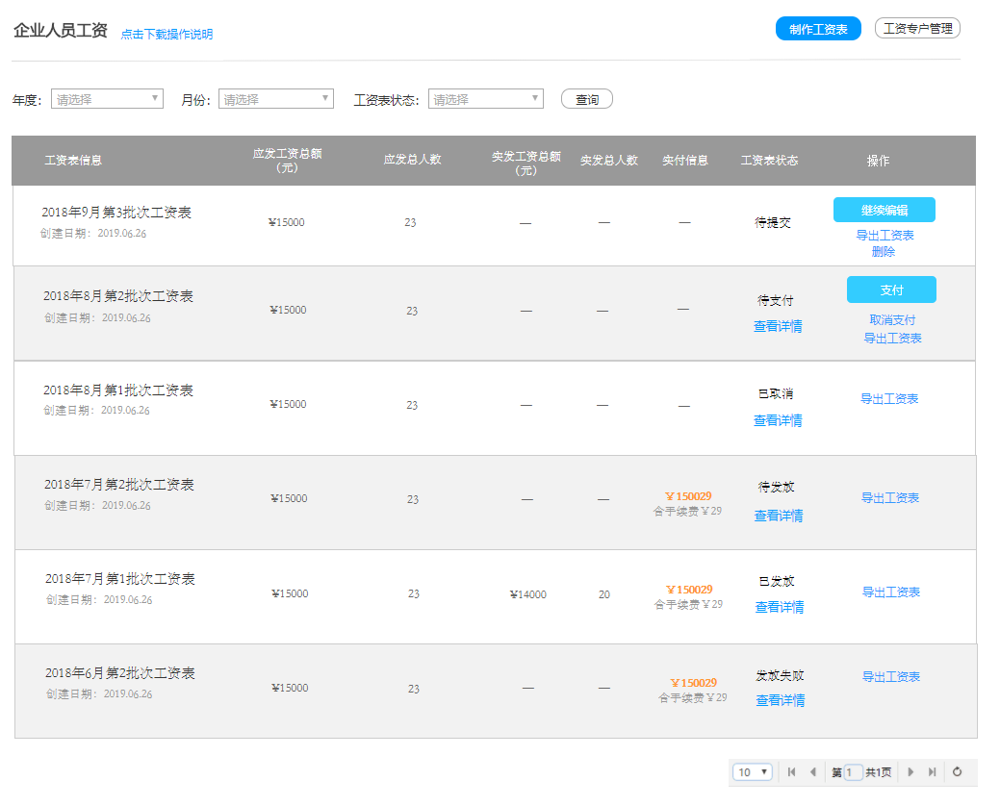 企业人员工资 点击下载操作说明 制作工资表 工资专户管理
年度： 请选择 月份： 请选择 工资表状态： 请选择 查询
工资表信息 应发工资总额（元） 应发总人数 实发工资总额（元） 实发总人数 实付信息 工资表状态 操作
2018年9月第3批次工资表
创建日期：2019.06.26
¥15000 23 — — — 待提交
继续编辑
导出工资表
删除
2018年8月第2批次工资表
创建日期：2019.06.26
¥15000 23 — — — 待支付
查看详情
支付
取消支付
导出工资表
2018年8月第1批次工资表
创建日期：2019.06.26
¥15000 23 — — — 已取消
查看详情
导出工资表
2018年7月第2批次工资表
创建日期：2019.06.26
¥15000 23 — — ¥150029
含手续费¥29
待发放
查看详情
导出工资表
2018年7月第1批次工资表
创建日期：2019.06.26
¥15000 23 ¥14000 20 ¥150029
含手续费¥29
已发放
查看详情
导出工资表
2018年6月第2批次工资表
创建日期：2019.06.26
¥15000 23 — — ¥150029
含手续费¥29
发放失败
查看详情
导出工资表
10 第 1 共1页